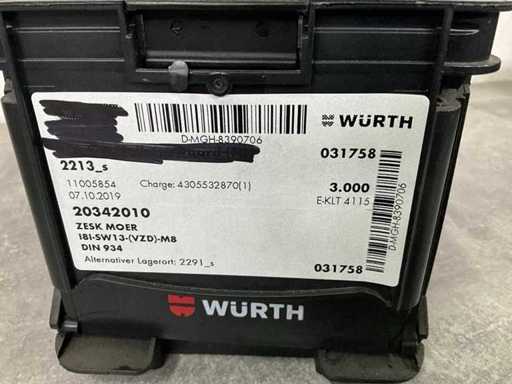 WÜRTH
D-MGH-8390706
2213_s
031758
11005854
Charge: 4305532870(1)
3.000
07.10.2019
E-KLT 4115
20342010
ZESK MOER
I8I-SW13-(VZD)-M8
DIN 934
Alternativer Lagerort: 2291_s
031758
D-MGH-8390706
WÜRTH